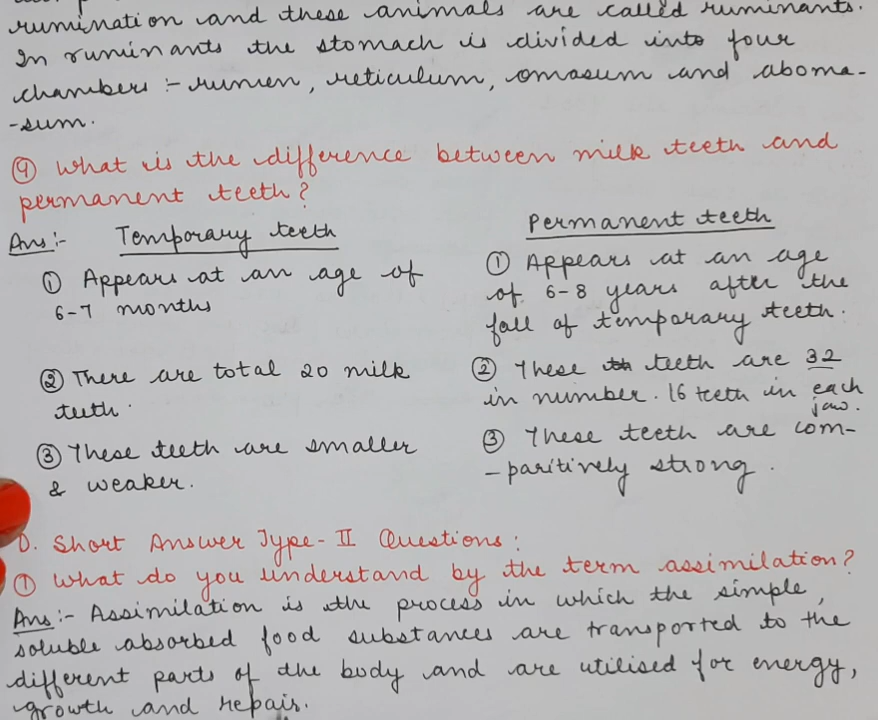 rumination and these animals are called ruminants.
In ruminants the stomach is divided into four
chambers :- rumen, reticulum, omasum and aboma-
-sum.
⑨ What is the difference between milk teeth and
permanent teeth?
Ans:- Temporary teeth
① Appears at an age of
6-7 months
② There are total 20 milk
teeth.
③ These teeth are smaller
& weaker.
Permanent teeth
① Appears at an age
of 6-8 years after the
fall of temporary teeth.
② These teeth are 32
in number. 16 teeth in each
jaw.
③ These teeth are com-
-paritively strong.
D. Short Answer Type-II Questions:
① What do you understand by the term assimilation?
Ans:- Assimilation is the process in which the simple,
soluble absorbed food substances are transported to the
different parts of the body and are utilised for energy,
growth and repair.